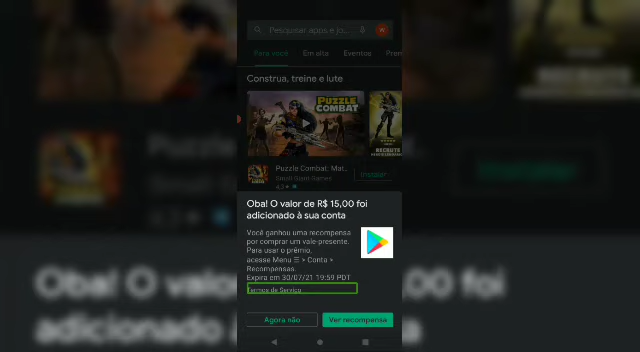 Pesquisar apps e jo...
Para você Em alta Eventos Pren
Construa, treine e lute
PUZZLE COMBAT
RECRUTE
Puzzle Combat: Mat...
Small Giant Games
Instalar
Oba! O valor de R$ 15,00 foi
adicionado à sua conta
Você ganhou uma recompensa
por comprar um vale-presente.
Para usar o prêmio,
acesse Menu ☰ > Conta >
Recompensas.
Expira em 30/07/21 19:59 PDT
Termos de Serviço
Agora não
Ver recompensa